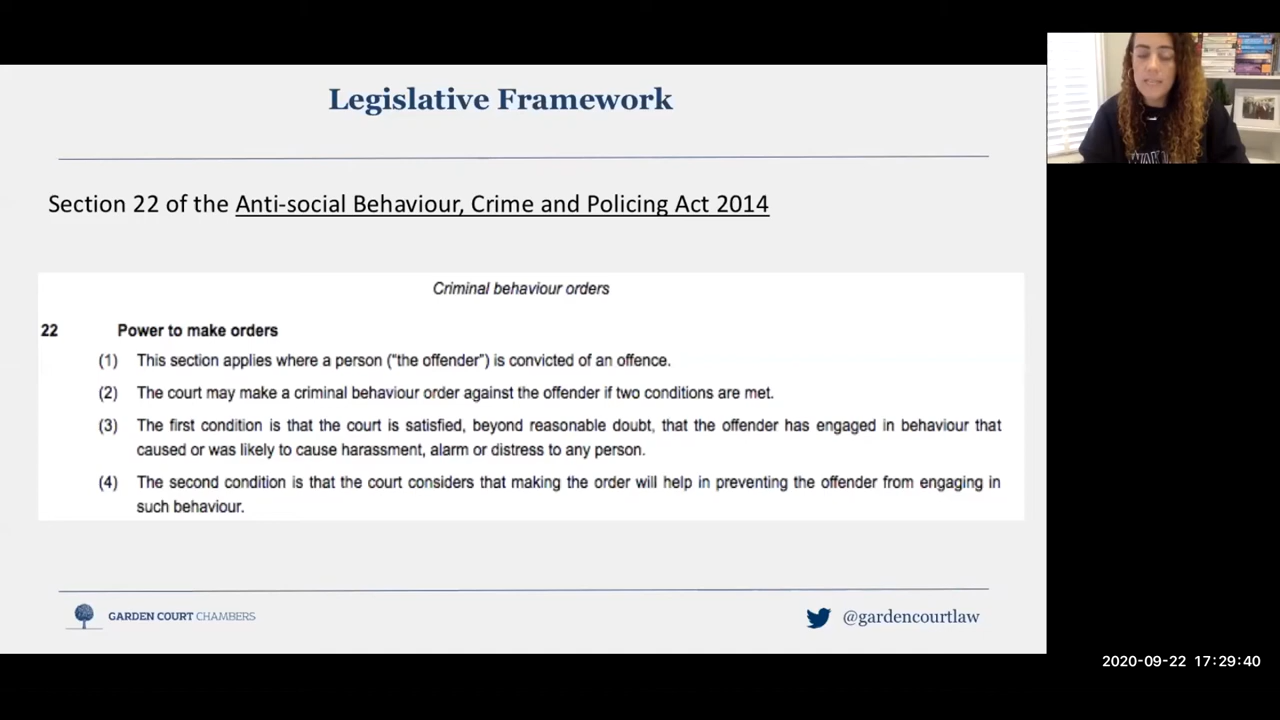 Legislative Framework
Section 22 of the Anti-social Behaviour, Crime and Policing Act 2014
Criminal behaviour orders
22 Power to make orders
(1) This section applies where a person (“the offender”) is convicted of an offence.
(2) The court may make a criminal behaviour order against the offender if two conditions are met.
(3) The first condition is that the court is satisfied, beyond reasonable doubt, that the offender has engaged in behaviour that
caused or was likely to cause harassment, alarm or distress to any person.
(4) The second condition is that the court considers that making the order will help in preventing the offender from engaging in
such behaviour.
GARDEN COURT CHAMBERS
@gardencourtlaw
2020-09-22 17:29:40